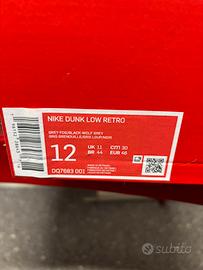 NIKE DUNK LOW RETRO
GREY FOG/BLACK-WOLF GREY
12
UK 11
CM 30
BR 44
EUR 46
DQ7683 001
subito